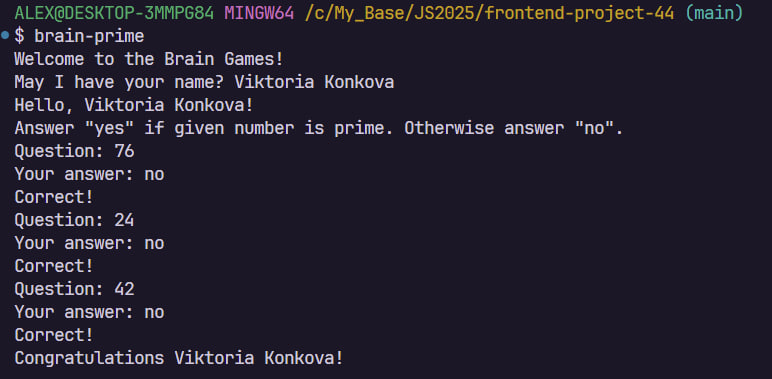 ALEX@DESKTOP-3MMPG84 MINGW64 /c/My_Base/JS2025/frontend-project-44 (main)
$ brain-prime
Welcome to the Brain Games!
May I have your name? Viktoria Konkova
Hello, Viktoria Konkova!
Answer "yes" if given number is prime. Otherwise answer "no".
Question: 76
Your answer: no
Correct!
Question: 24
Your answer: no
Correct!
Question: 42
Your answer: no
Correct!
Congratulations Viktoria Konkova!